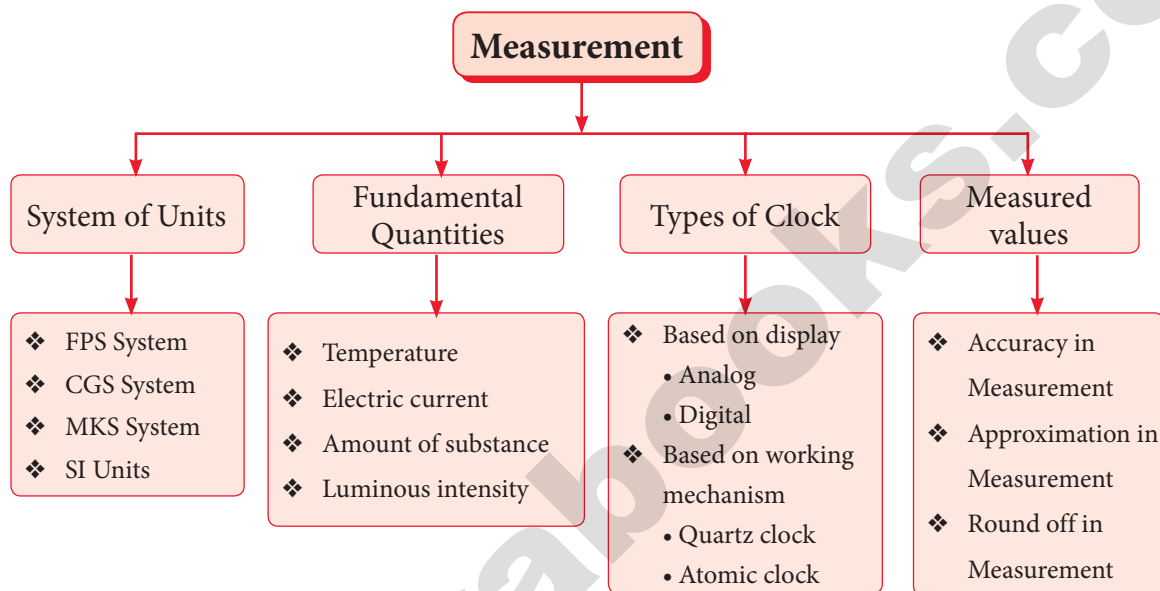 Measurement
System of Units
Fundamental
Quantities
Types of Clock
Measured
values
❖ FPS System
❖ CGS System
❖ MKS System
❖ SI Units
❖ Temperature
❖ Electric current
❖ Amount of substance
❖ Luminous intensity
❖ Based on display
• Analog
• Digital
❖ Based on working
mechanism
• Quartz clock
• Atomic clock
❖ Accuracy in
Measurement
❖ Approximation in
Measurement
❖ Round off in
Measurement
abooks.co